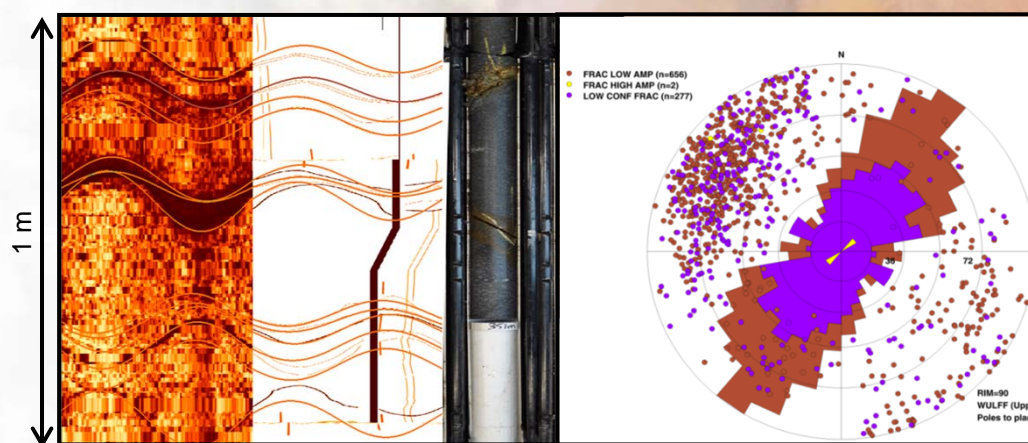 1 m
N
FRAC LOW AMP (n=656)
FRAC HIGH AMP (n=2)
LOW CONF FRAC (n=277)
36
72
RIM=90
WULFF (Upp
Poles to plan